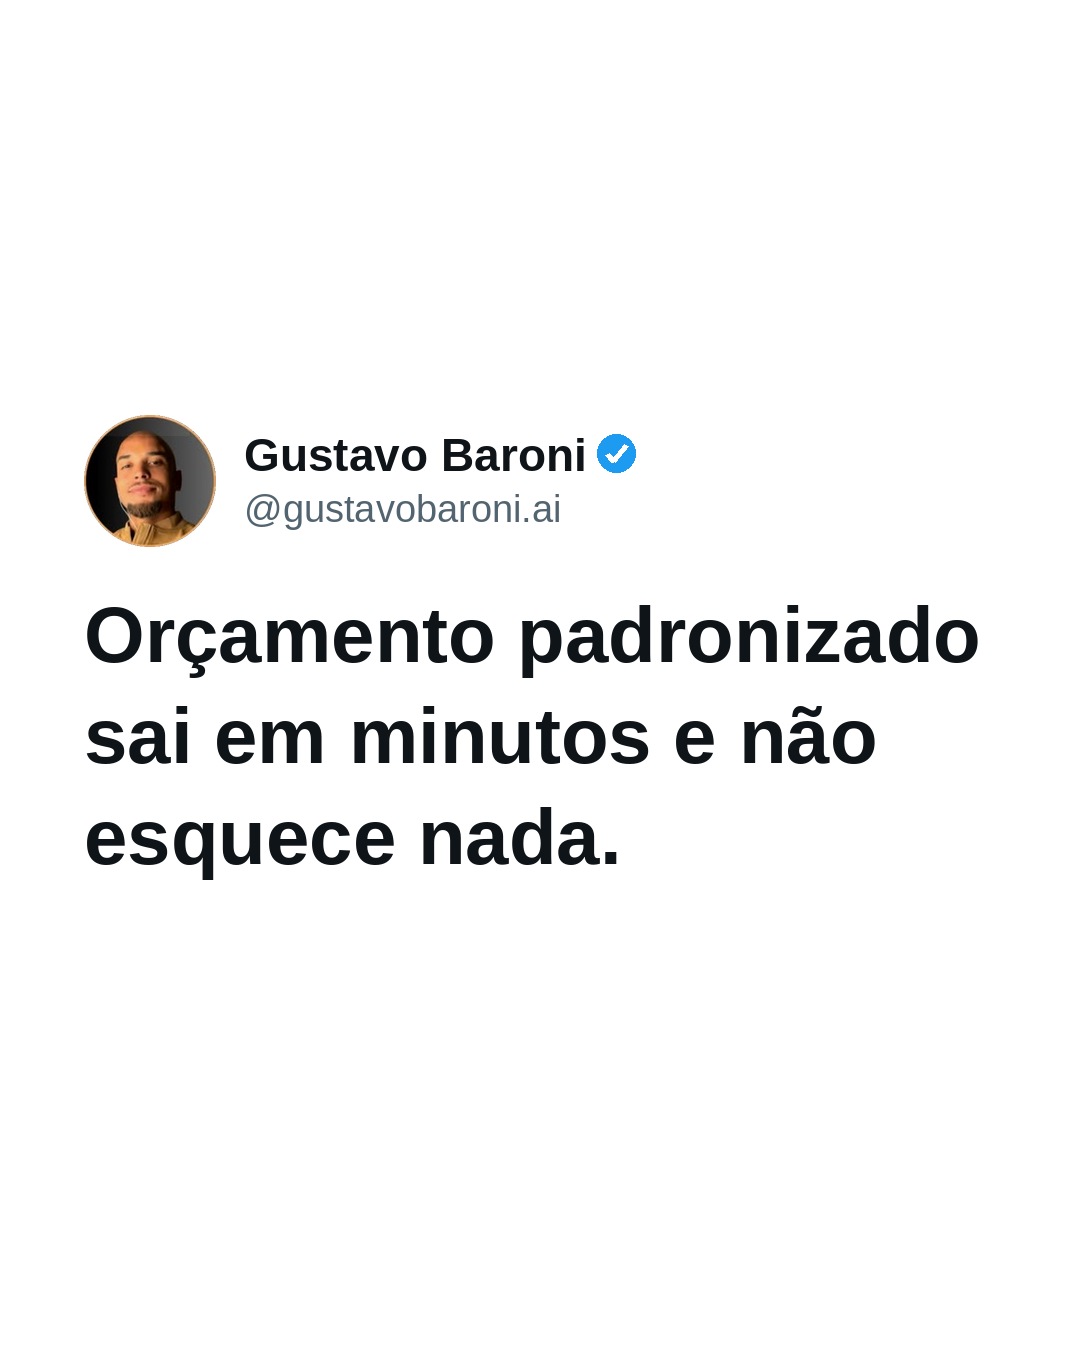 Gustavo Baroni
@gustavobaroni.ai
Orçamento padronizado
sai em minutos e não
esquece nada.